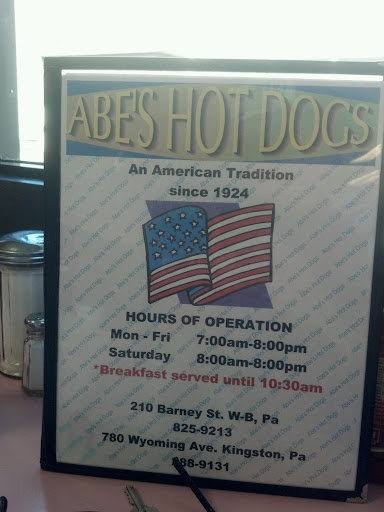 ABE'S HOT DOGS
An American Tradition
since 1924
HOURS OF OPERATION
Mon - Fri 7:00am-8:00pm
Saturday 8:00am-8:00pm
*Breakfast served until 10:30am
210 Barney St. W-B, Pa
825-9213
780 Wyoming Ave. Kingston, Pa
288-9131